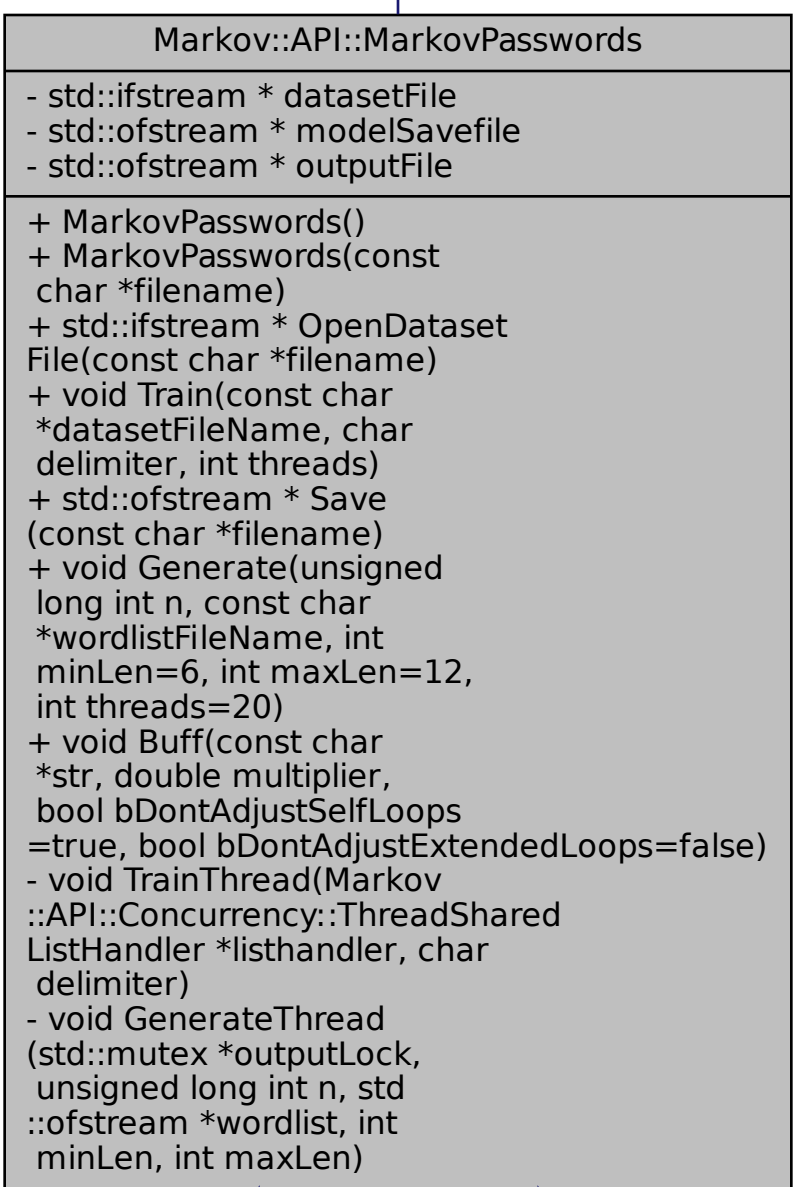 Markov::API::MarkovPasswords
- std::ifstream * datasetFile
- std::ofstream * modelSavefile
- std::ofstream * outputFile
+ MarkovPasswords()
+ MarkovPasswords(const
char *filename)
+ std::ifstream * OpenDataset
File(const char *filename)
+ void Train(const char
*datasetFileName, char
delimiter, int threads)
+ std::ofstream * Save
(const char *filename)
+ void Generate(unsigned
long int n, const char
*wordlistFileName, int
minLen=6, int maxLen=12,
int threads=20)
+ void Buff(const char
*str, double multiplier,
bool bDontAdjustSelfLoops
=true, bool bDontAdjustExtendedLoops=false)
- void TrainThread(Markov
::API::Concurrency::ThreadShared
ListHandler *listhandler, char
delimiter)
- void GenerateThread
(std::mutex *outputLock,
unsigned long int n, std
::ofstream *wordlist, int
minLen, int maxLen)